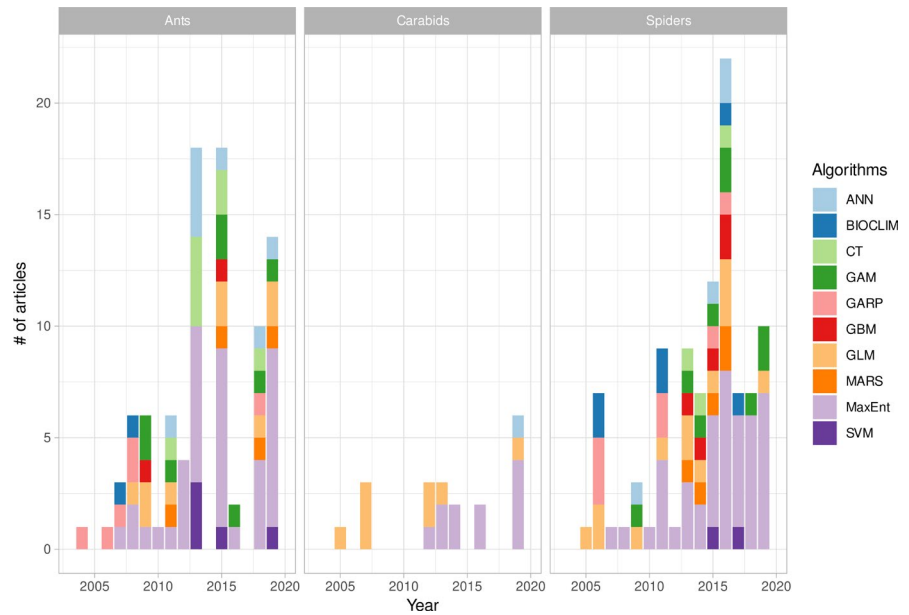 Ants Carabids Spiders
# of articles
20
15
10
5
0
2005 2010 2015 2020 2005 2010 2015 2020 2005 2010 2015 2020
Year
Algorithms
ANN
BIOCLIM
CT
GAM
GARP
GBM
GLM
MARS
MaxEnt
SVM